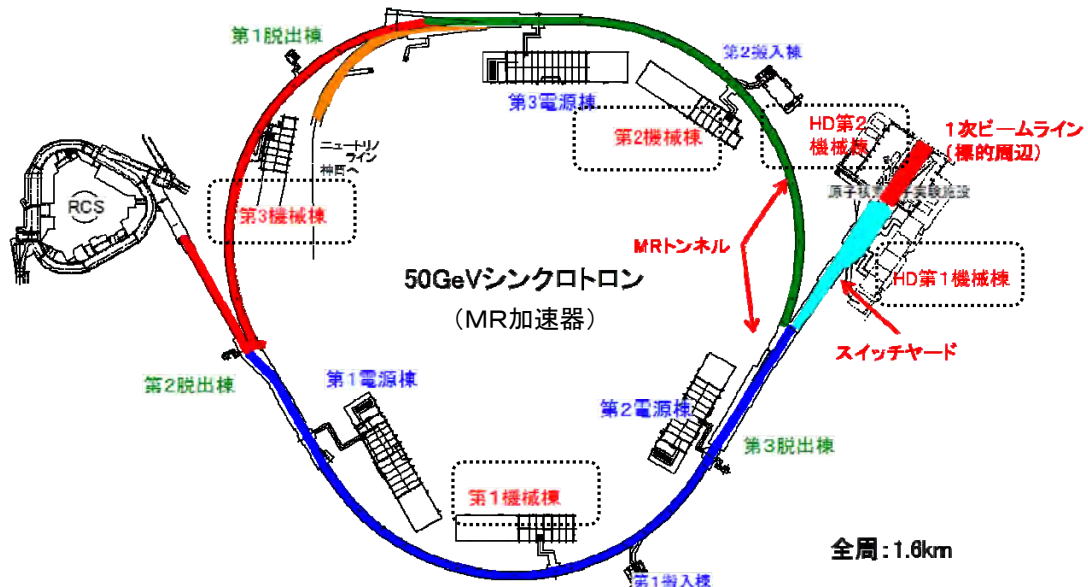 第1脱出棟
第2搬入棟
第3電源棟
HD第2
機械棟
1次ビームライン
(標的周辺)
第2機械棟
ニュートリノ
ライン
神岡へ
RCS
第3機械棟
MRトンネル
50GeVシンクロトロン
(MR加速器)
HD第1機械棟
スイッチヤード
第2脱出棟
第1電源棟
第2電源棟
第3脱出棟
第1機械棟
全周:1.6km
第1搬入棟